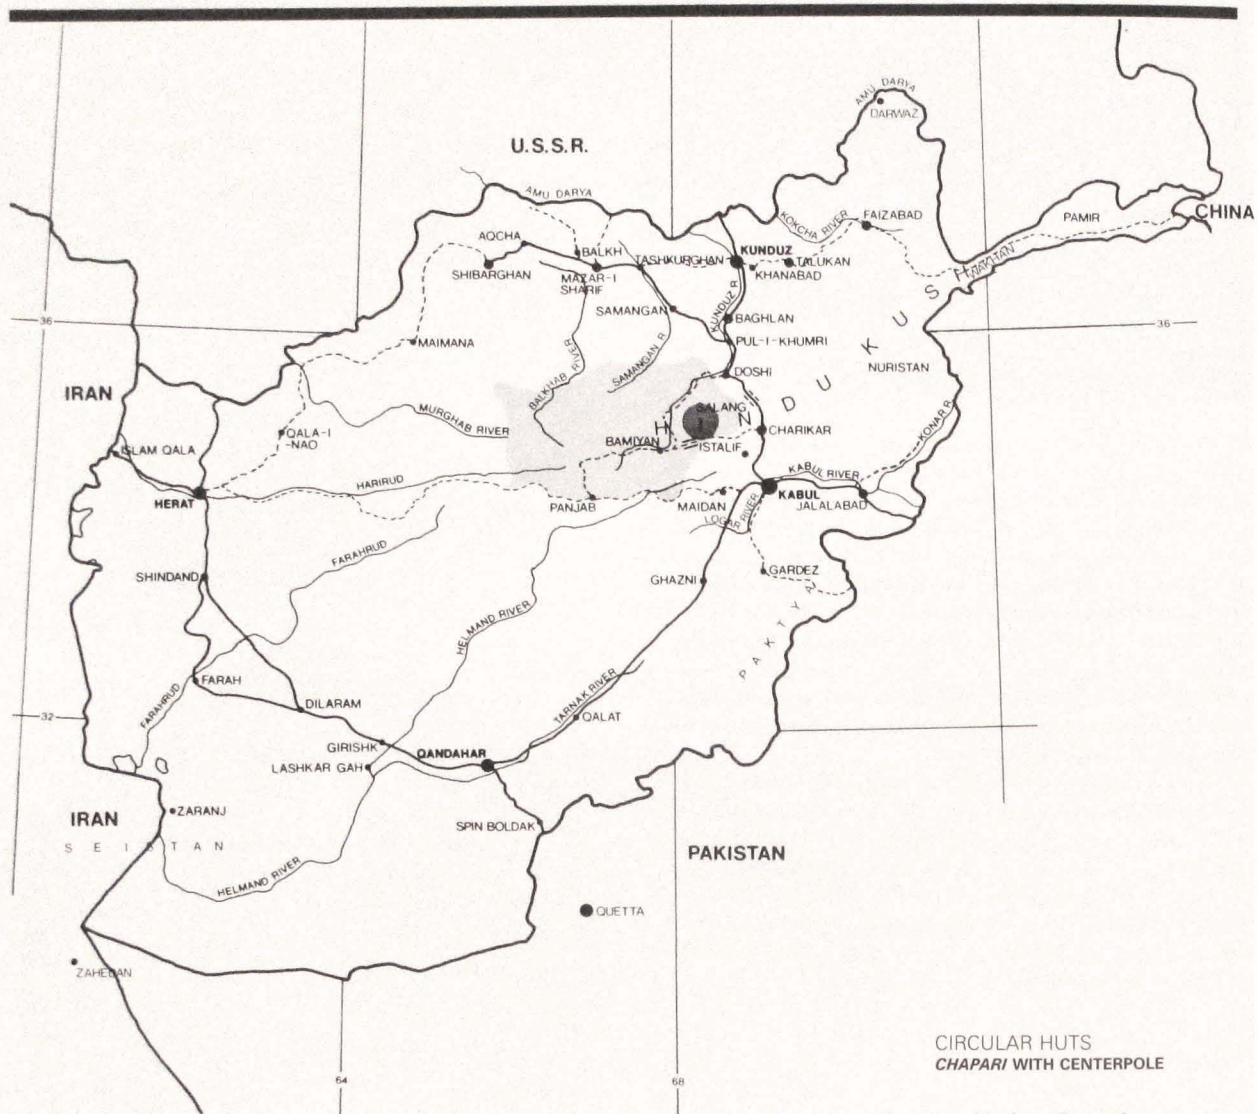 AMU DARYA
DARWAZ
U.S.S.R.
AMU DARYA
KOKCHA RIVER
FAIZABAD
PAMIR
CHINA
WAKHAN
AQCHA
BALKH
TASHKURGHAN
KUNDUZ
TALUKAN
KHANABAD
SHIBARGHAN
MAZAR-I
SHARIF
KUNDUZ R.
SAMANGAN
BAGHLAN
36
36
MAIMANA
PUL-I-KHUMRI
BALKHAB RIVER
SAMANGAN R.
DOSHI
NURISTAN
HINDU KUSH
IRAN
MURGHAB RIVER
SALANG
1
KONAR R.
QALA-I
-NAO
BAMIYAN
CHARIKAR
ISTALIF
ISLAM QALA
HARIRUD
KABUL RIVER
HERAT
PANJAB
MAIDAN
KABUL
JALALABAD
LOGAR RIVER
FARAHRUD
SHINDAND
GHAZNI
GARDEZ
HELMAND RIVER
PAKTYA
FARAH
FARAHRUD
TARNAK RIVER
DILARAM
32
QALAT
GIRISHK
QANDAHAR
LASHKAR GAH
IRAN
ZARANJ
SEISTAN
SPIN BOLDAK
PAKISTAN
HELMAND RIVER
QUETTA
ZAHEDAN
CIRCULAR HUTS
CHAPARI WITH CENTERPOLE
64
68